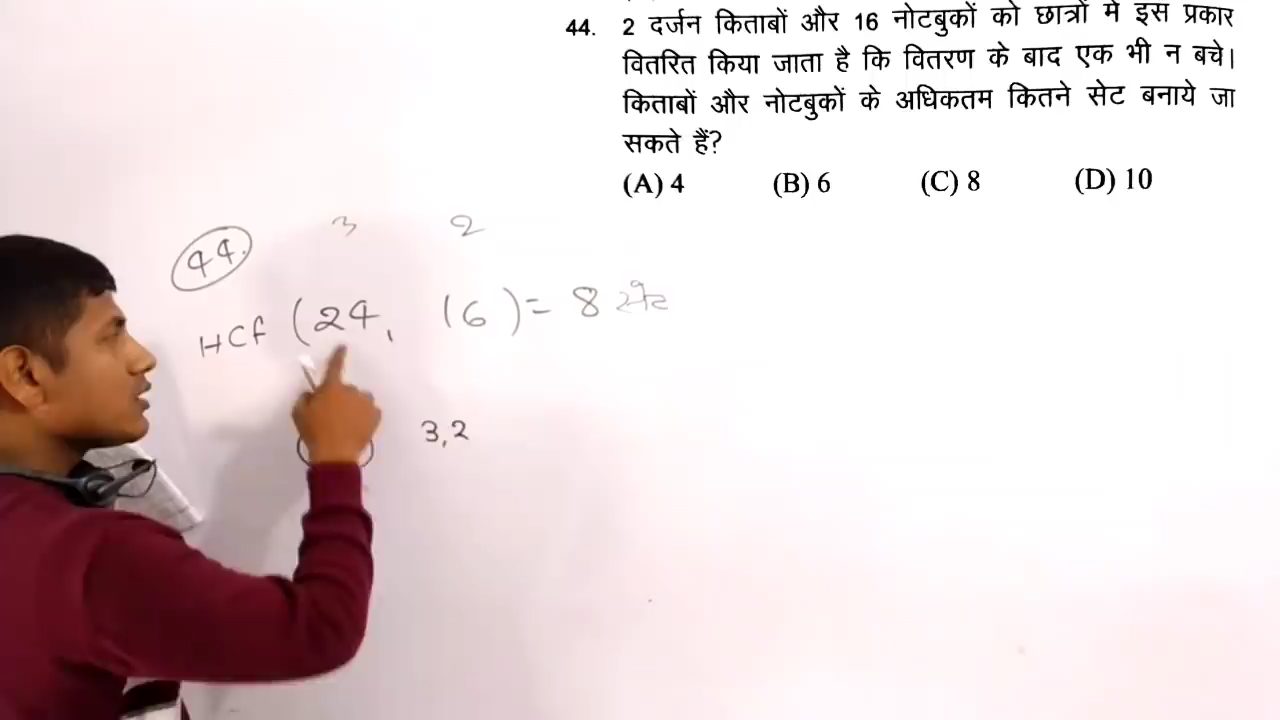 44. 2 दर्जन किताबों और 16 नोटबुकों को छात्रों मे इस प्रकार
वितरित किया जाता है कि वितरण के बाद एक भी न बचे।
किताबों और नोटबुकों के अधिकतम कितने सेट बनाये जा
सकते हैं?
(A) 4 (B) 6 (C) 8 (D) 10
44.
3 2
HCF (24, 16) = 8 सेट
3,2